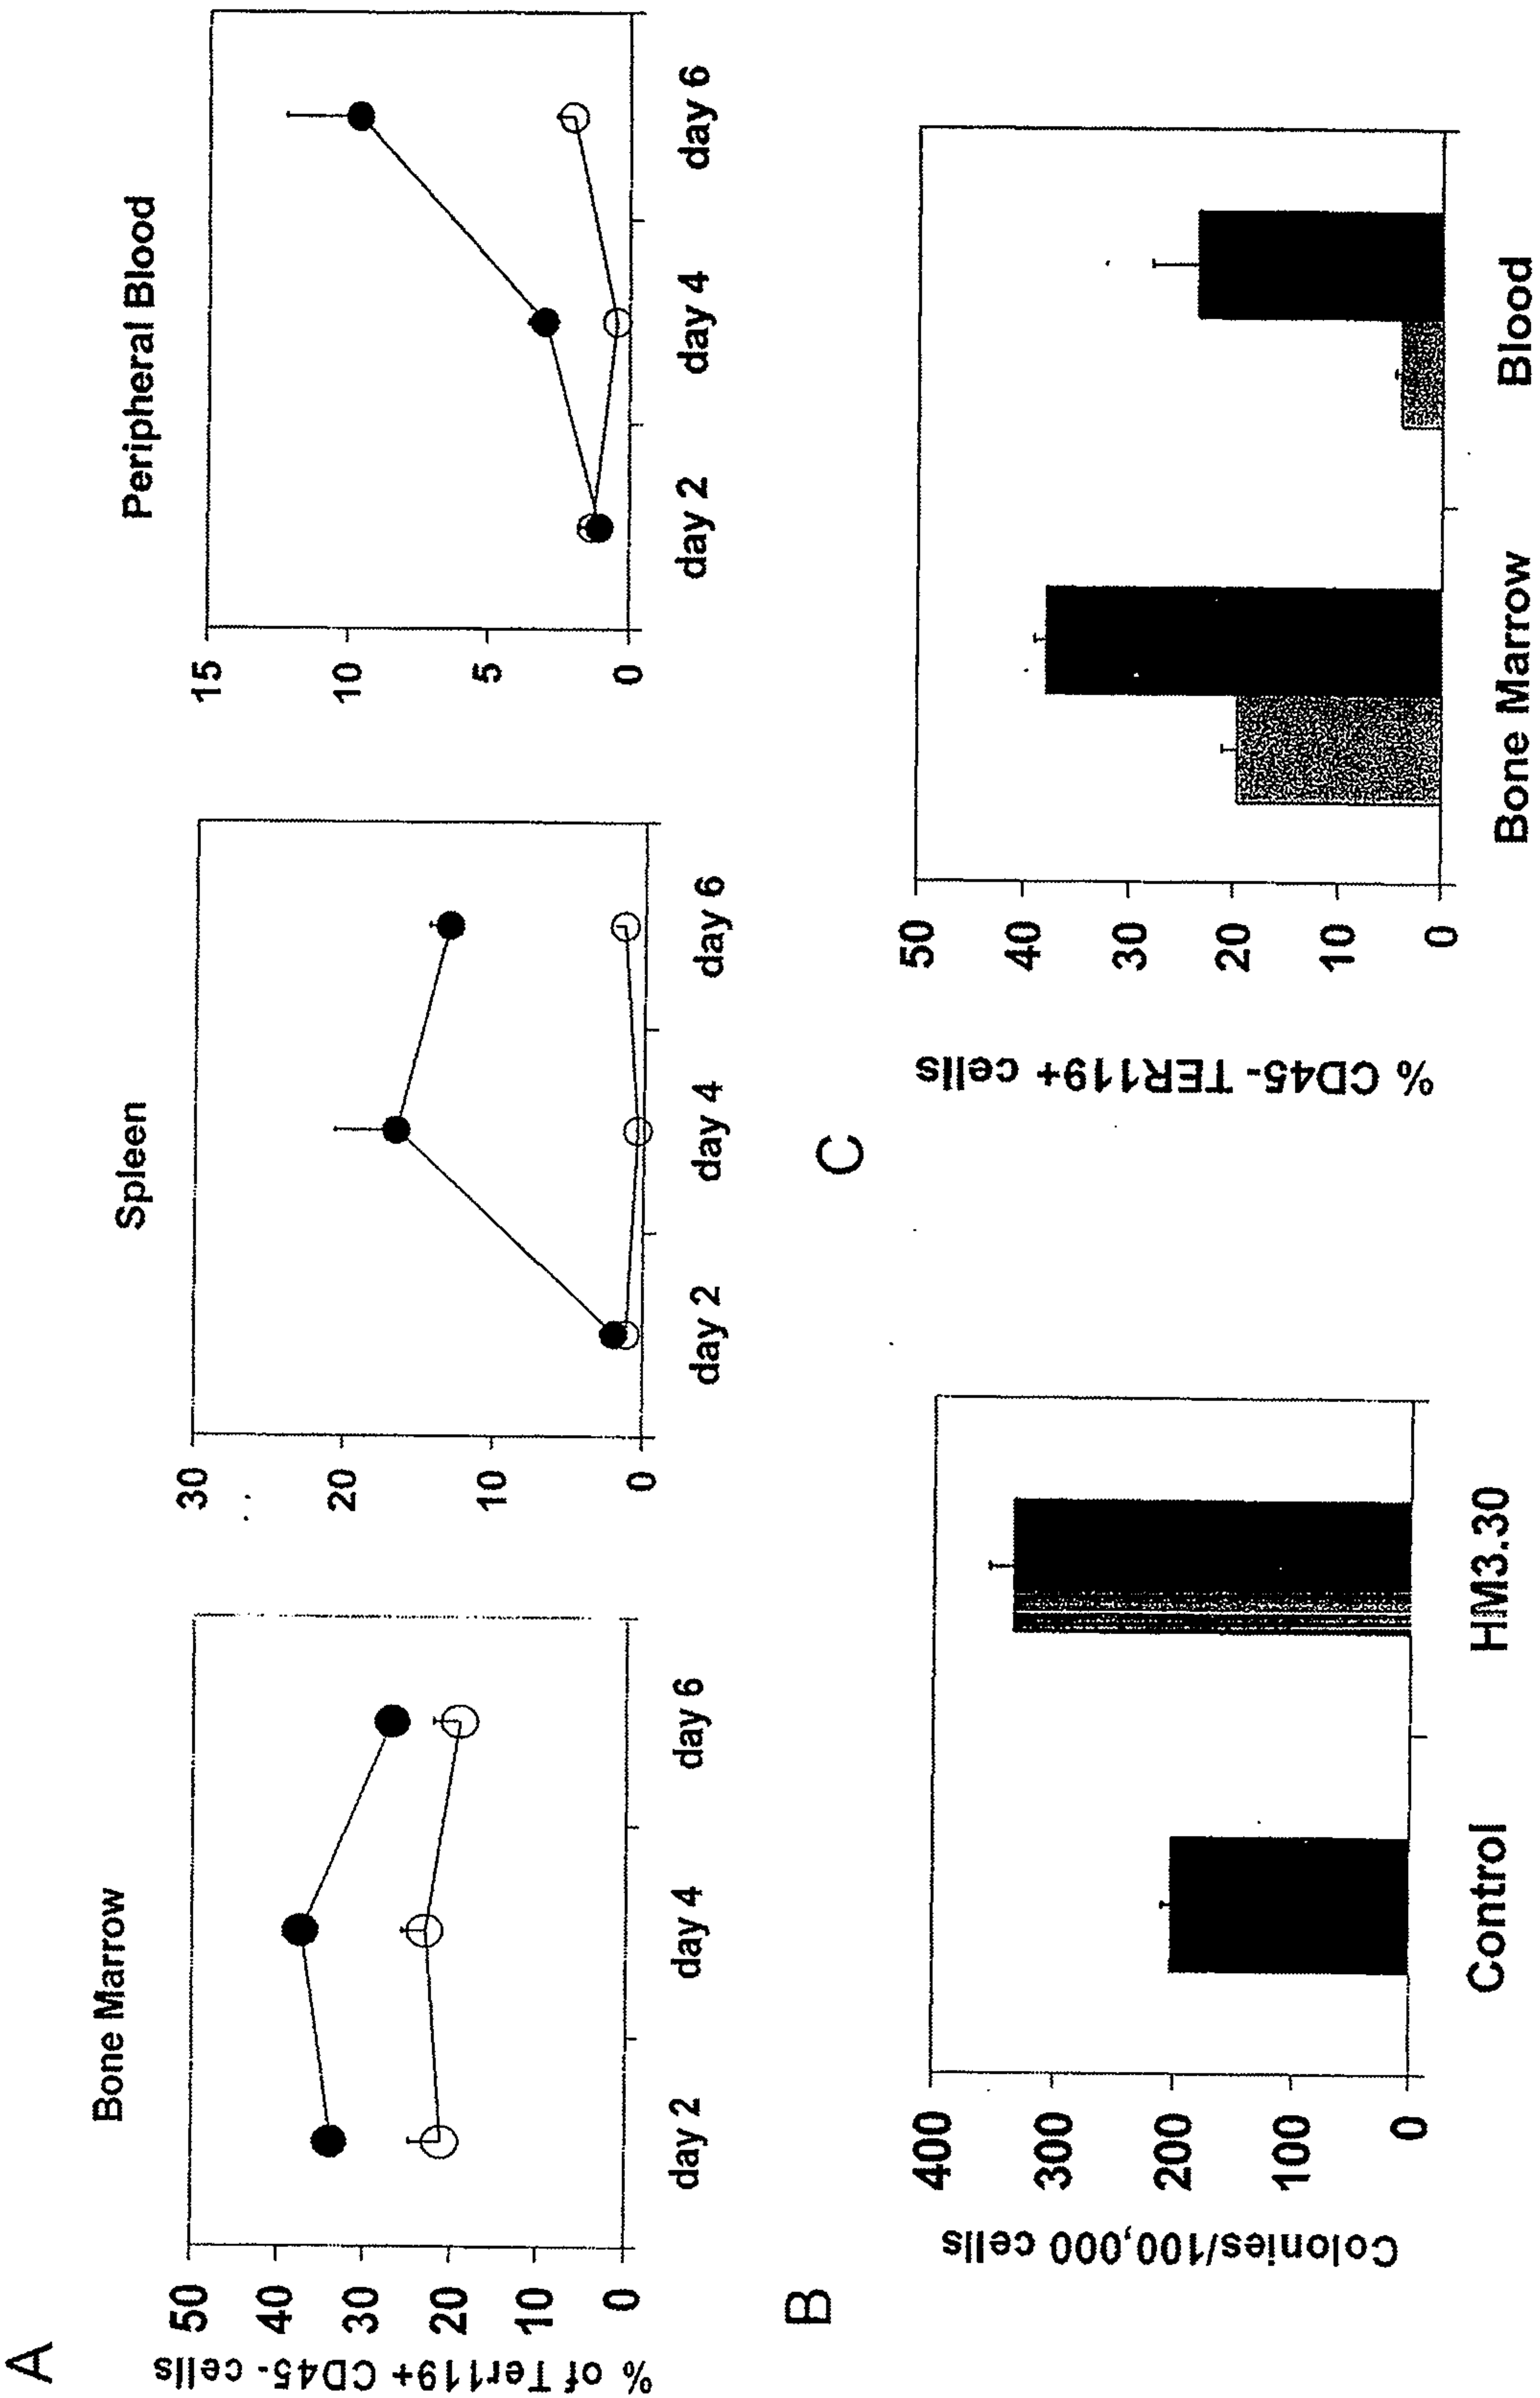 A
Bone Marrow
Spleen
Peripheral Blood
% of Ter119+ CD45- cells
50
40
30
20
10
0
day 2
day 4
day 6
30
20
10
0
day 2
day 4
day 6
15
10
5
0
day 2
day 4
day 6
B
Colonies/100,000 cells
400
300
200
100
0
Control
HM3.30
C
% CD45- TER119+ cells
50
40
30
20
10
0
Bone Marrow
Blood